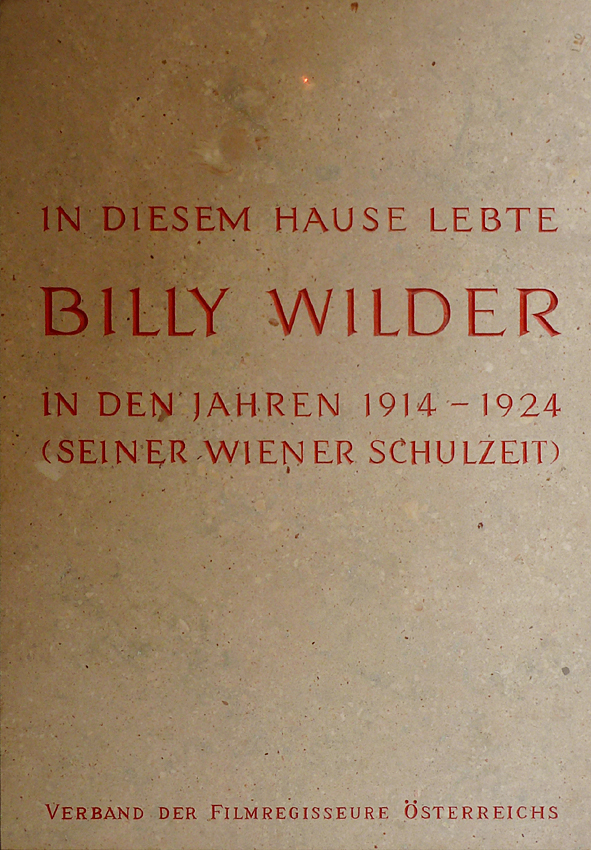 IN DIESEM HAUSE LEBTE
BILLY WILDER
IN DEN JAHREN 1914 – 1924
(SEINER WIENER SCHULZEIT)
VERBAND DER FILMREGISSEURE ÖSTERREICHS